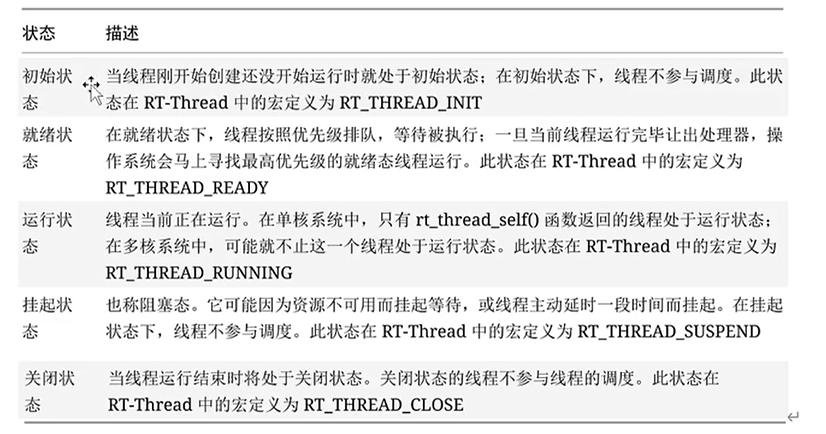 状态 描述
初始状 当线程刚开始创建还没开始运行时就处于初始状态；在初始状态下，线程不参与调度。此状
态 态在 RT-Thread 中的宏定义为 RT_THREAD_INIT
就绪状 在就绪状态下，线程按照优先级排队，等待被执行；一旦当前线程运行完毕让出处理器，操
态 作系统会马上寻找最高优先级的就绪态线程运行。此状态在 RT-Thread 中的宏定义为
RT_THREAD_READY
运行状 线程当前正在运行。在单核系统中，只有 rt_thread_self() 函数返回的线程处于运行状态；
态 在多核系统中，可能就不止这一个线程处于运行状态。此状态在 RT-Thread 中的宏定义为
RT_THREAD_RUNNING
挂起状 也称阻塞态。它可能因为资源不可用而挂起等待，或线程主动延时一段时间而挂起。在挂起
态 状态下，线程不参与调度。此状态在 RT-Thread 中的宏定义为 RT_THREAD_SUSPEND
关闭状 当线程运行结束时将处于关闭状态。关闭状态的线程不参与线程的调度。此状态在
态 RT-Thread 中的宏定义为 RT_THREAD_CLOSE